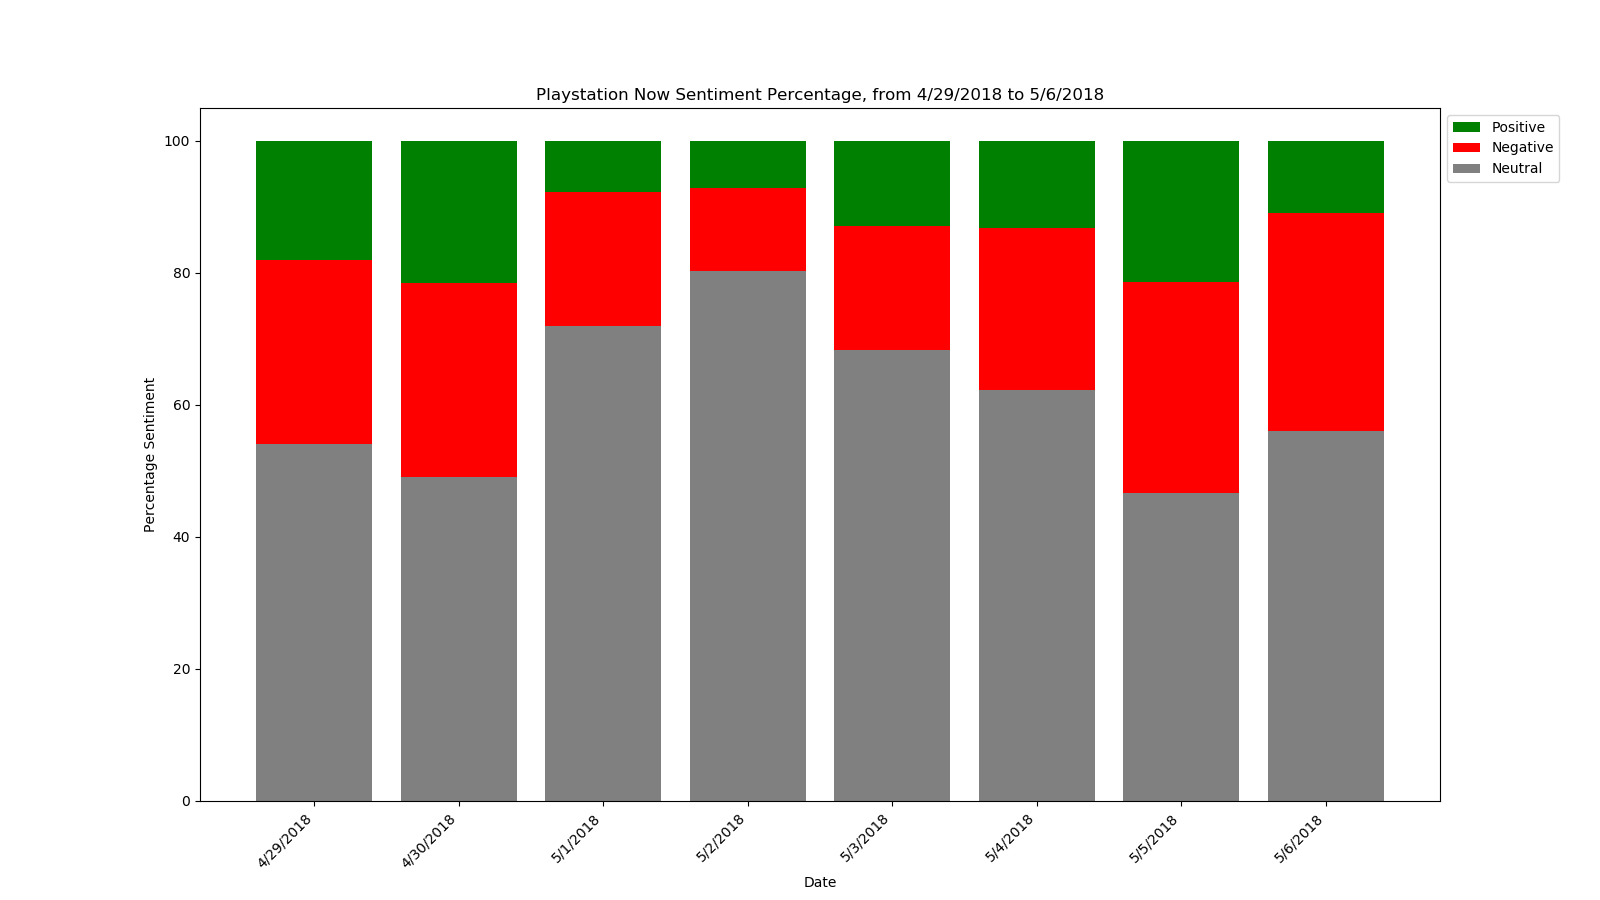 Playstation Now Sentiment Percentage, from 4/29/2018 to 5/6/2018
Positive
Negative
Neutral
Percentage Sentiment
100
80
60
40
20
0
4/29/2018
4/30/2018
5/1/2018
5/2/2018
5/3/2018
5/4/2018
5/5/2018
5/6/2018
Date